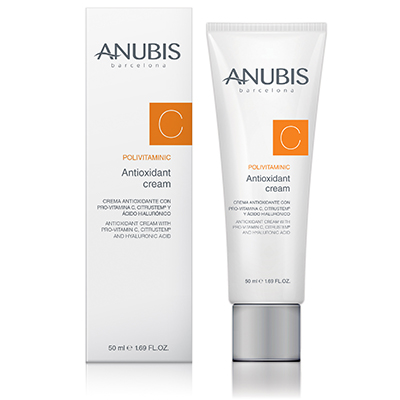 ANUBIS
barcelona
C
POLIVITAMINIC
Antioxidant
cream
CREMA ANTIOXIDANTE CON
PRO-VITAMINA C, CITRUSTEM® Y
ÁCIDO HIALURÓNICO
ANTIOXIDANT CREAM WITH
PRO-VITAMIN C, CITRUSTEM®
AND HYALURONIC ACID
50 ml ℮ 1.69 FL.OZ.
ANUBIS
barcelona
C
POLIVITAMINIC
Antioxidant
cream
CREMA ANTIOXIDANTE CON
PRO-VITAMINA C, CITRUSTEM®
Y ÁCIDO HIALURÓNICO
ANTIOXIDANT CREAM WITH
PRO-VITAMIN C, CITRUSTEM®
AND HYALURONIC ACID
50 ml ℮ 1.69 FL.OZ.